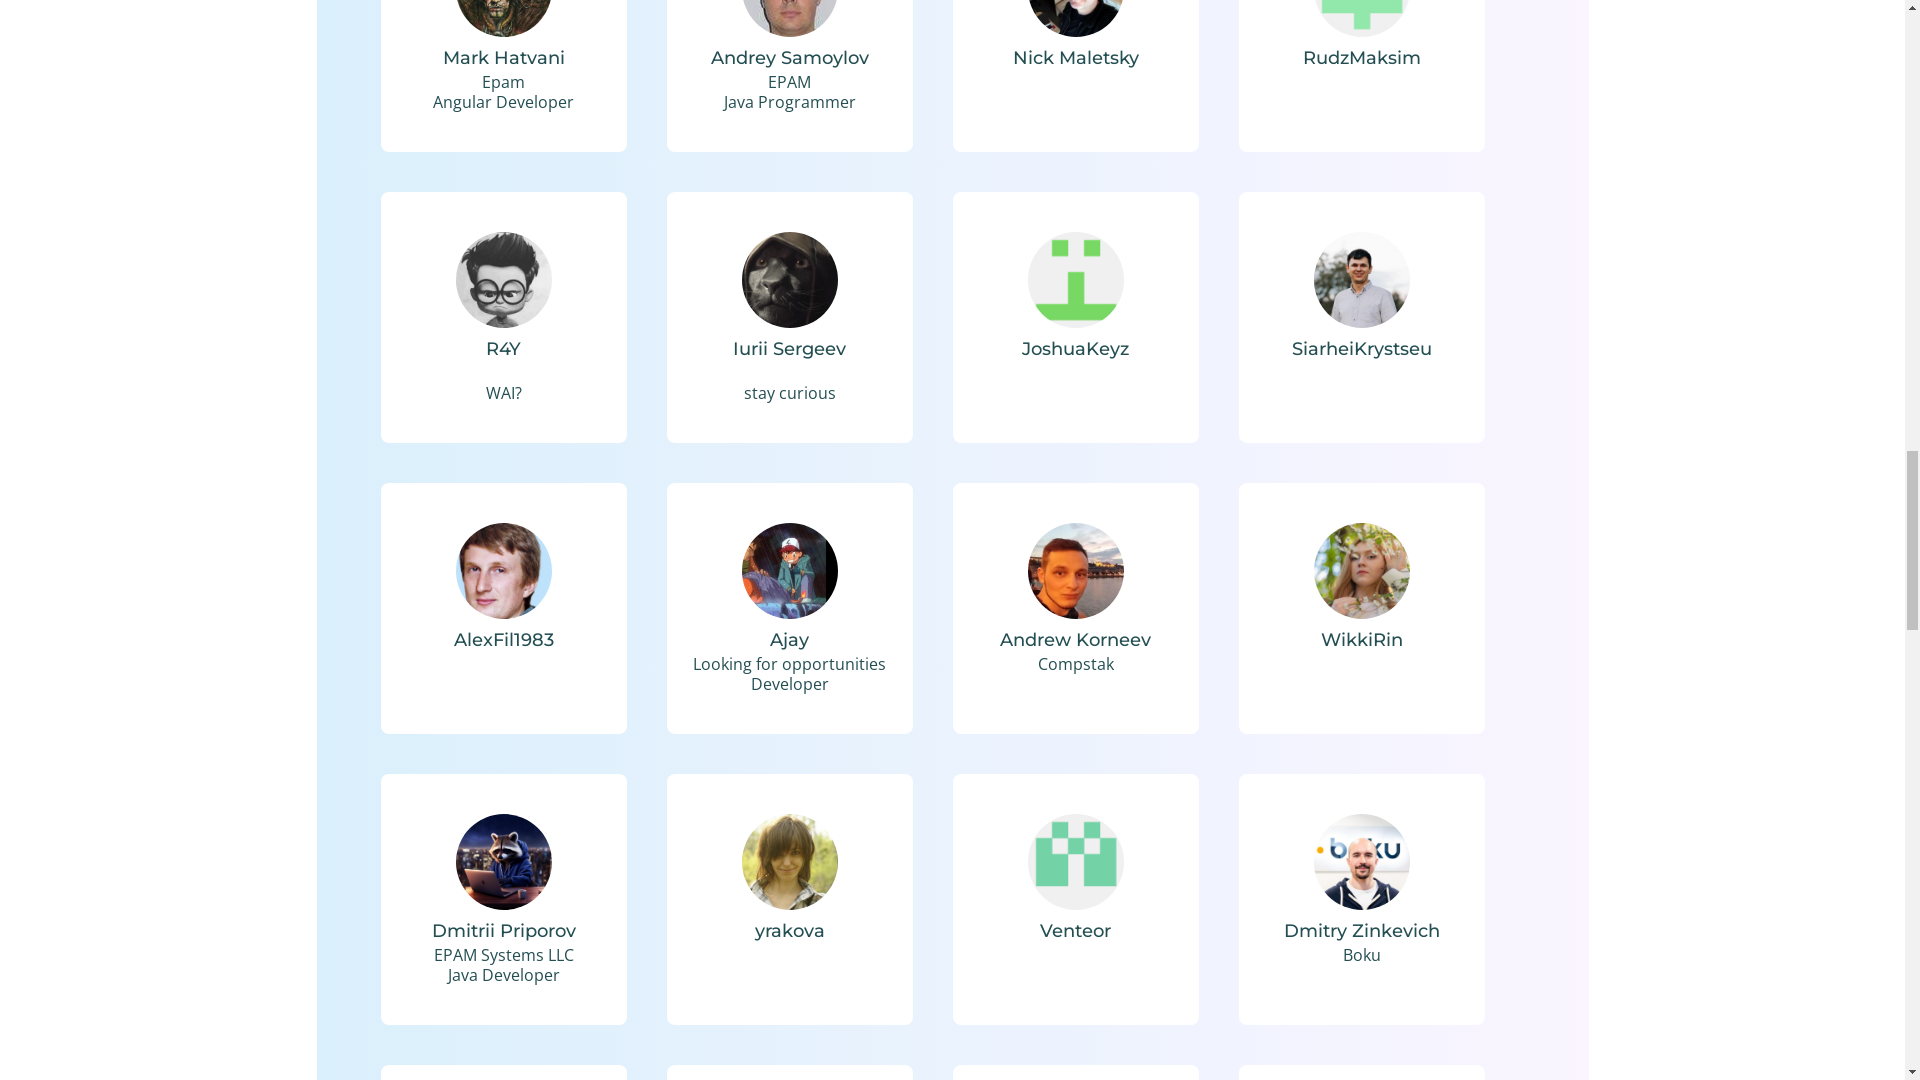 Mark Hatvani
Epam
Angular Developer
Andrey Samoylov
EPAM
Java Programmer
Nick Maletsky
RudzMaksim
R4Y
WAI?
Iurii Sergeev
stay curious
JoshuaKeyz
SiarheiKrystseu
AlexFil1983
Ajay
Looking for opportunities
Developer
Andrew Korneev
Compstak
WikkiRin
Dmitrii Priporov
EPAM Systems LLC
Java Developer
yrakova
Venteor
boku
Dmitry Zinkevich
Boku